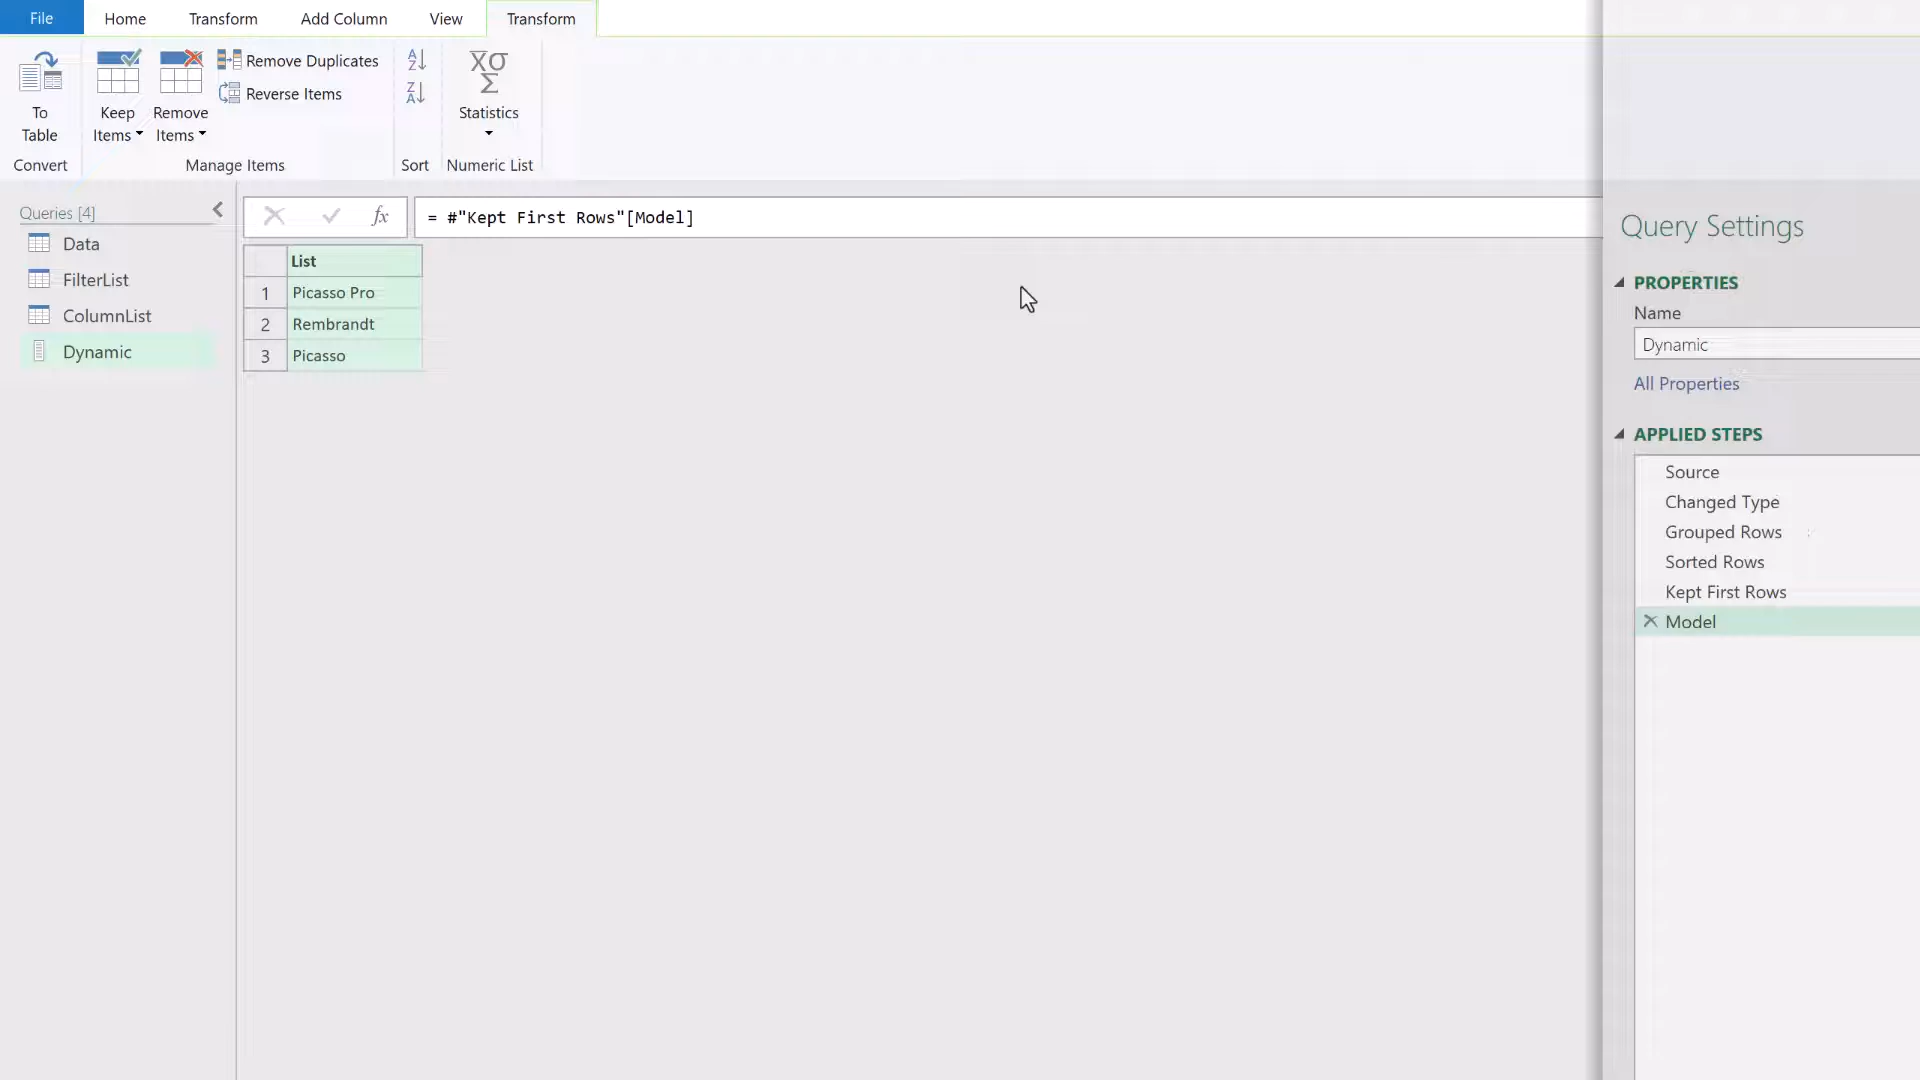 File
Home
Transform
Add Column
View
Transform
To
Table
Keep
Items
Remove
Items
Remove Duplicates
Reverse Items
Statistics
Convert
Manage Items
Sort
Numeric List
Queries [4]
Data
FilterList
ColumnList
Dynamic
fx
= #"Kept First Rows"[Model]
List
1 Picasso Pro
2 Rembrandt
3 Picasso
Query Settings
PROPERTIES
Name
Dynamic
All Properties
APPLIED STEPS
Source
Changed Type
Grouped Rows
Sorted Rows
Kept First Rows
Model